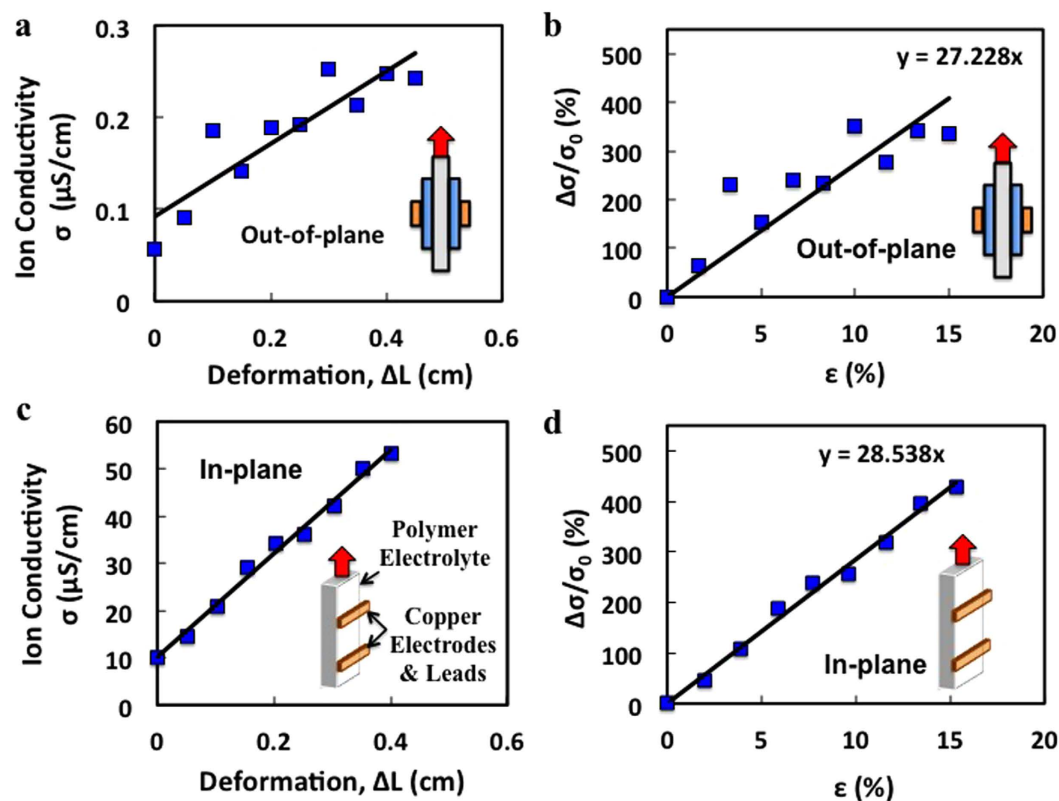 a
Ion Conductivity
σ (µS/cm)
0.3
0.2
0.1
0
Out-of-plane
0
0.2
0.4
0.6
Deformation, ΔL (cm)
b
Δσ/σ₀ (%)
500
400
300
200
100
0
y = 27.228x
Out-of-plane
0
5
10
15
20
ε (%)
c
Ion Conductivity
σ (µS/cm)
60
50
40
30
20
10
0
In-plane
Polymer
Electrolyte
Copper
Electrodes
& Leads
0
0.2
0.4
0.6
Deformation, ΔL (cm)
d
Δσ/σ₀ (%)
500
400
300
200
100
0
y = 28.538x
In-plane
0
5
10
15
20
ε (%)